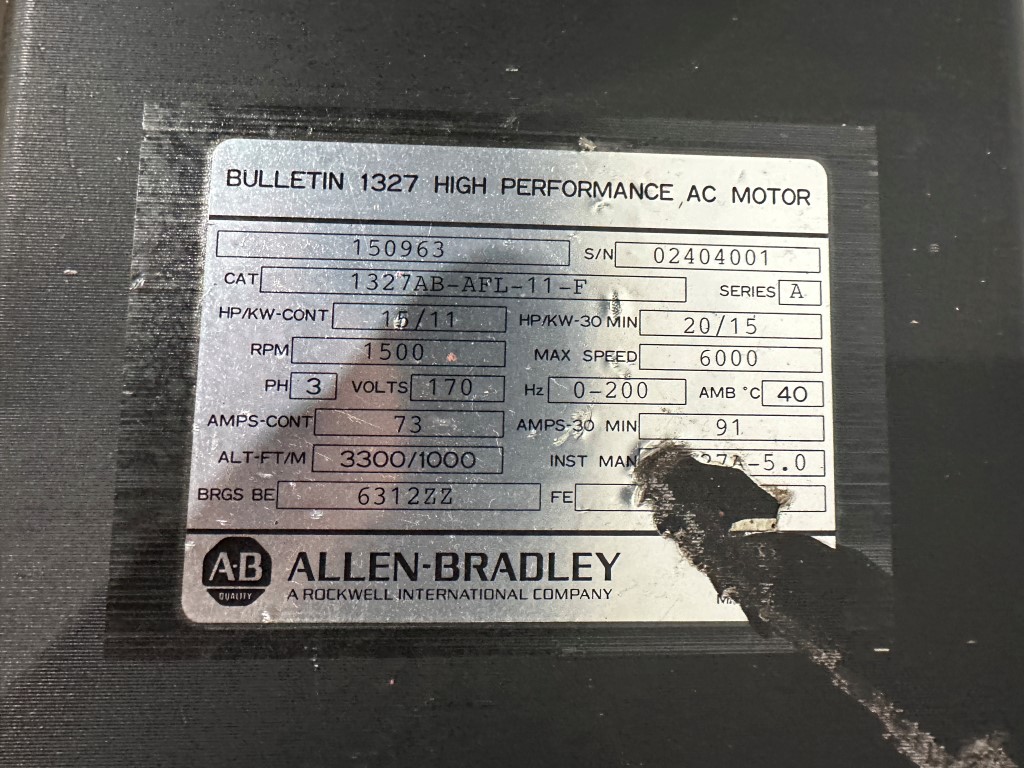 BULLETIN 1327 HIGH PERFORMANCE AC MOTOR
150963 S/N 02404001
CAT 1327AB-AFL-11-F SERIES A
HP/KW-CONT 15/11 HP/KW-30 MIN 20/15
RPM 1500 MAX SPEED 6000
PH 3 VOLTS 170 Hz 0-200 AMB °C 40
AMPS-CONT 73 AMPS-30 MIN 91
ALT-FT/M 3300/1000 INST MAN
BRGS BE 6312ZZ FE
A-B ALLEN-BRADLEY
QUALITY A ROCKWELL INTERNATIONAL COMPANY